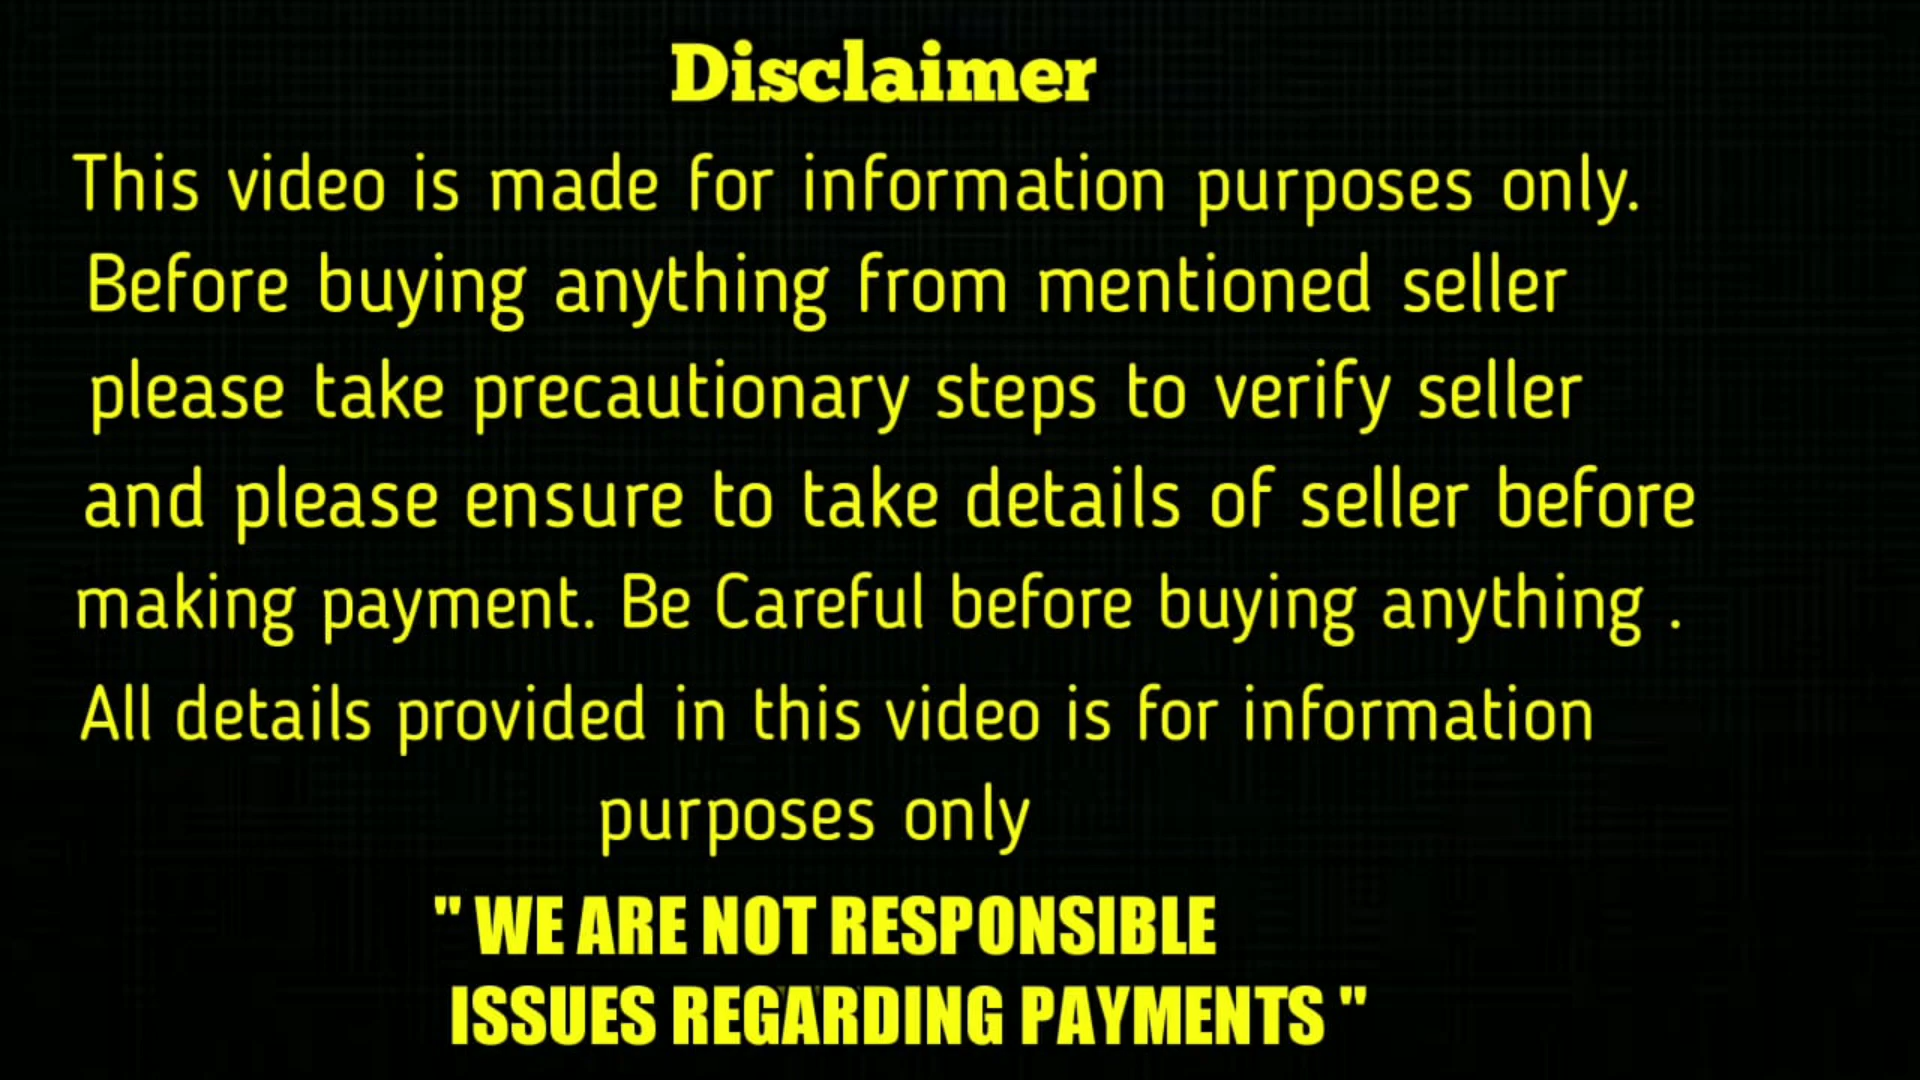 Disclaimer
This video is made for information purposes only.
Before buying anything from mentioned seller
please take precautionary steps to verify seller
and please ensure to take details of seller before
making payment. Be Careful before buying anything .
All details provided in this video is for information
purposes only
" WE ARE NOT RESPONSIBLE
ISSUES REGARDING PAYMENTS "